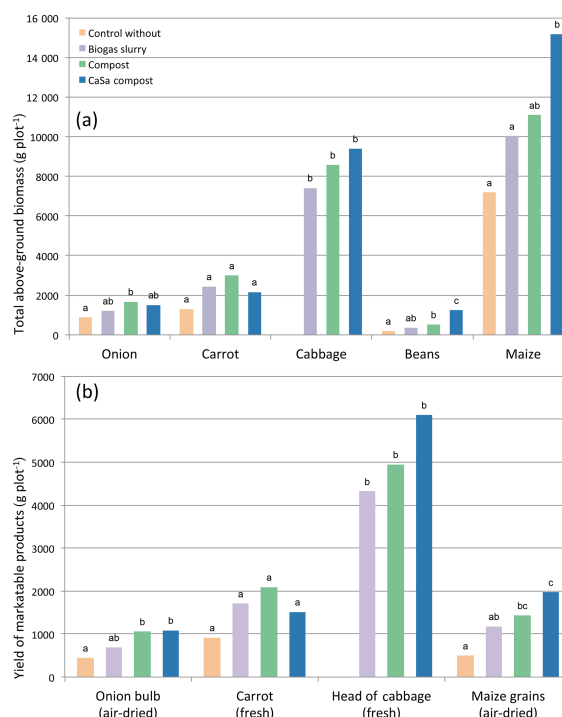 16 000
14 000
12 000
10000
8000
6000
4000
2000
0
Total above-ground biomass (g plot⁻¹)
Control without
Biogas slurry
Compost
CaSa compost
(a)
a ab b ab
a a a a
b b b
a ab b c
a a ab b
Onion Carrot Cabbage Beans Maize
7000
6000
5000
4000
3000
2000
1000
0
Yield of markatable products (g plot⁻¹)
(b)
a ab b b
a a a a
b b b
a ab bc c
Onion bulb Carrot Head of cabbage Maize grains
(air-dried) (fresh) (fresh) (air-dried)